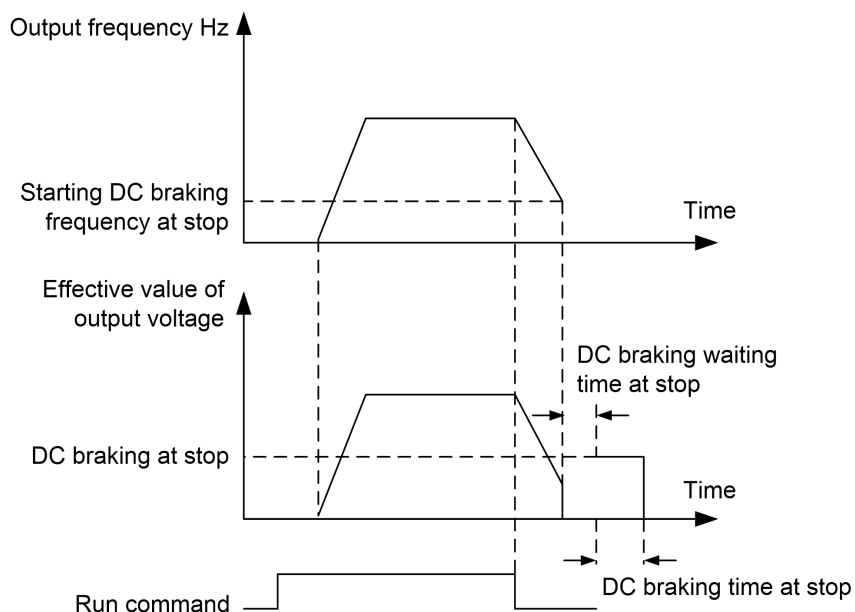 Output frequency Hz
Starting DC braking
frequency at stop
Time
Effective value of
output voltage
DC braking waiting
time at stop
DC braking at stop
Time
DC braking time at stop
Run command